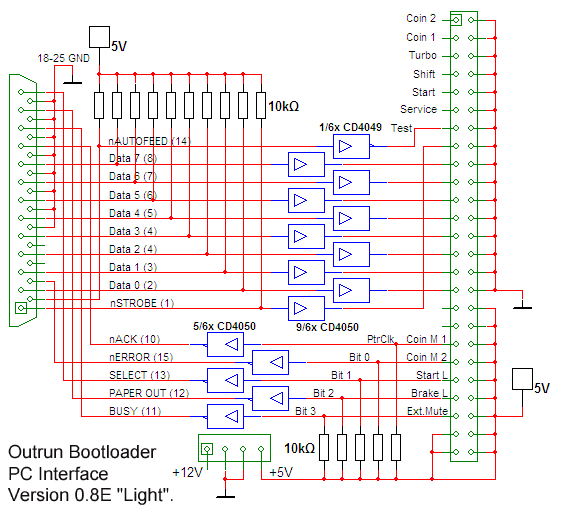 Coin 2
5V
Coin 1
18-25 GND
Turbo
Shift
Start
10kΩ
Service
1/6x CD4049
Test
nAUTOFEED (14)
Data 7 (8)
Data 6 (7)
Data 5 (6)
Data 4 (5)
Data 3 (4)
Data 2 (4)
Data 1 (3)
Data 0 (2)
nSTROBE (1)
5/6x CD4050
9/6x CD4050
nACK (10)
PtrClk
Coin M 1
nERROR (15)
Bit 0
Coin M 2
SELECT (13)
Bit 1
Start L
5V
PAPER OUT (12)
Bit 2
Brake L
BUSY (11)
Bit 3
Ext.Mute
10kΩ
+12V
+5V
Outrun Bootloader
PC Interface
Version 0.8E "Light".